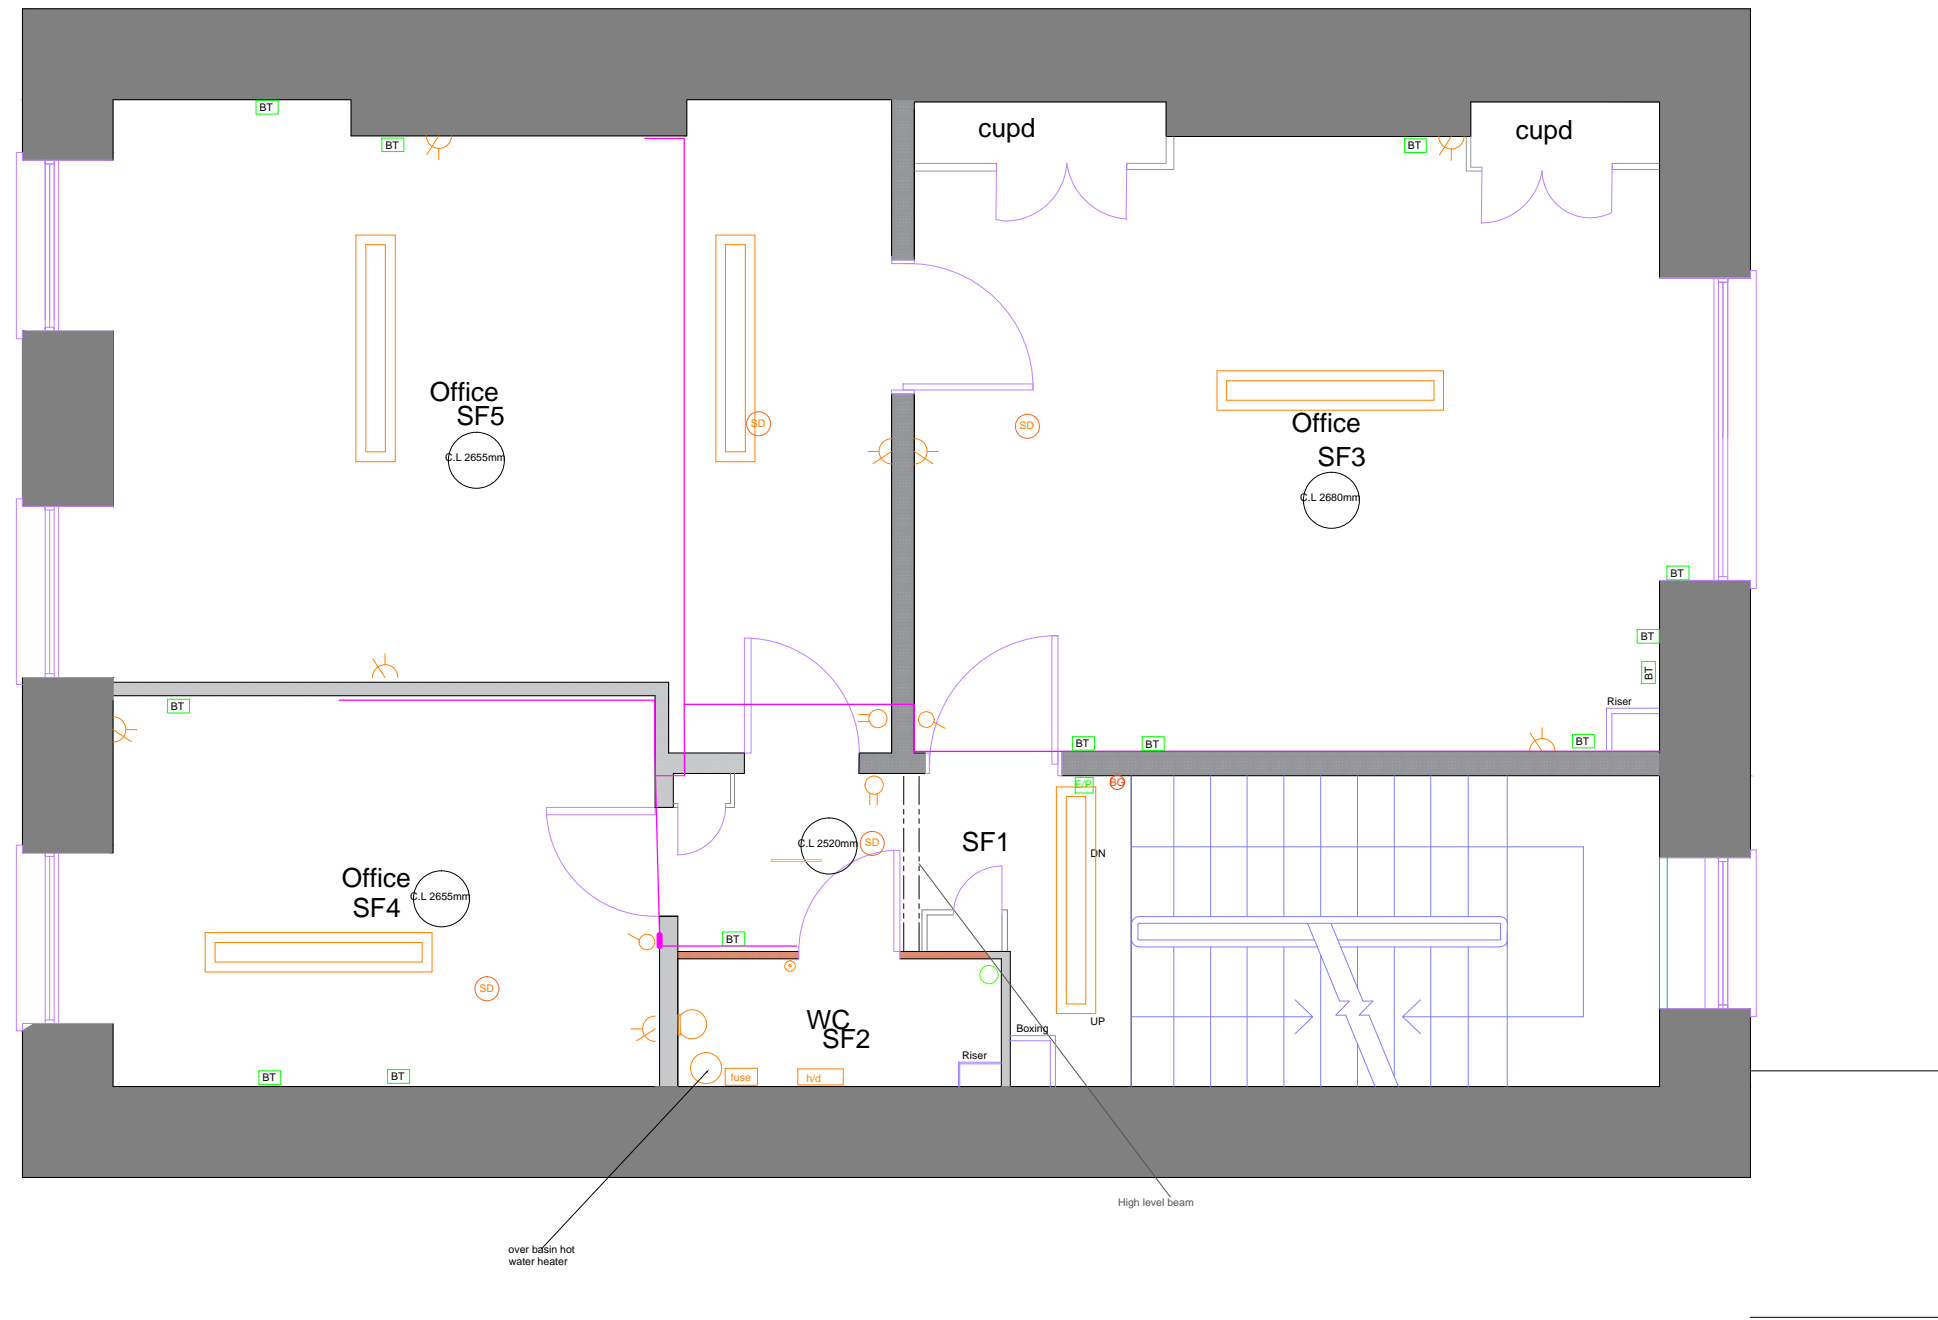 BT
BT
cupd
BT
cupd
Office
SF5
C.L 2655mm
SD
SD
Office
SF3
C.L 2680mm
BT
BT
BT
Riser
BT
BT
BT
BT
F/P
BG
C.L 2520mm
SD
SF1
DN
Office
SF4
C.L 2655mm
BT
SD
WC
SF2
UP
Boxing
Riser
BT
BT
fuse
h/d
High level beam
over basin hot
water heater